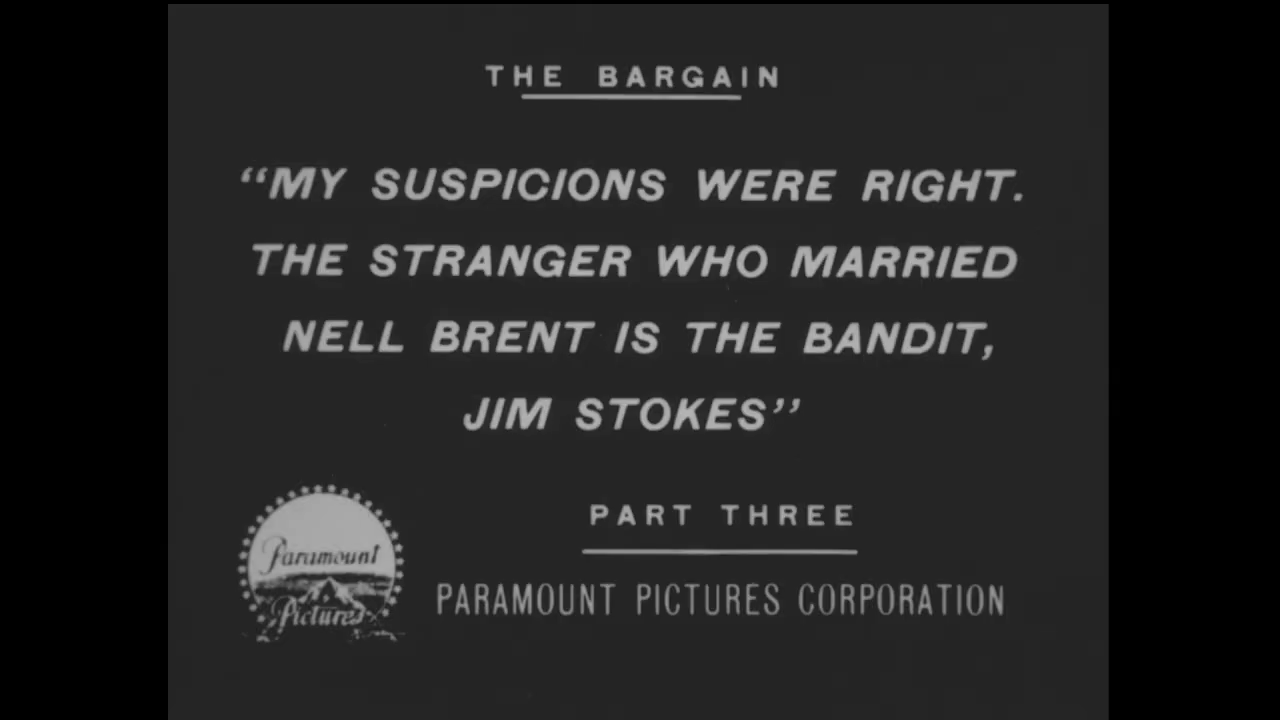 THE BARGAIN
“MY SUSPICIONS WERE RIGHT.
THE STRANGER WHO MARRIED
NELL BRENT IS THE BANDIT,
JIM STOKES”
PART THREE
Paramount
Pictures
PARAMOUNT PICTURES CORPORATION